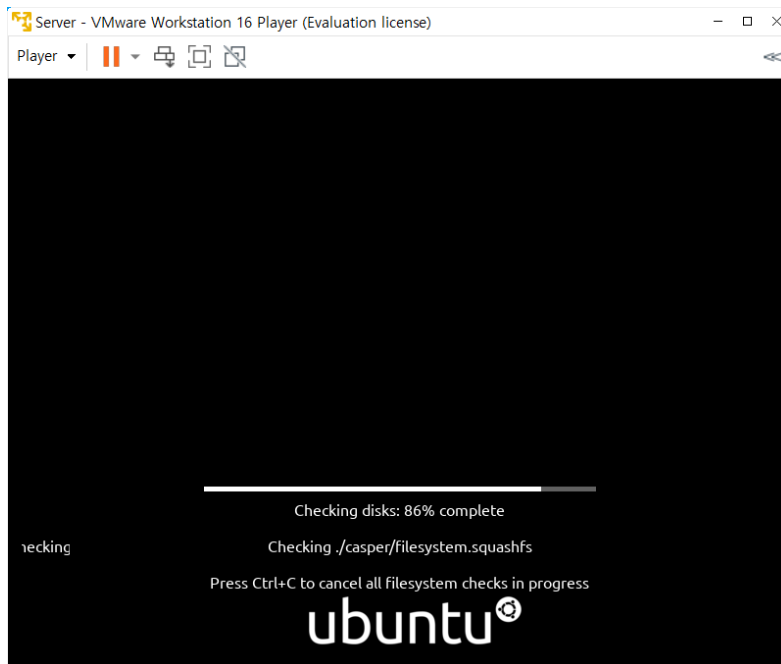 Server - VMware Workstation 16 Player (Evaluation license)
Player
Checking disks: 86% complete
necking Checking ./casper/filesystem.squashfs
Press Ctrl+C to cancel all filesystem checks in progress
ubuntu